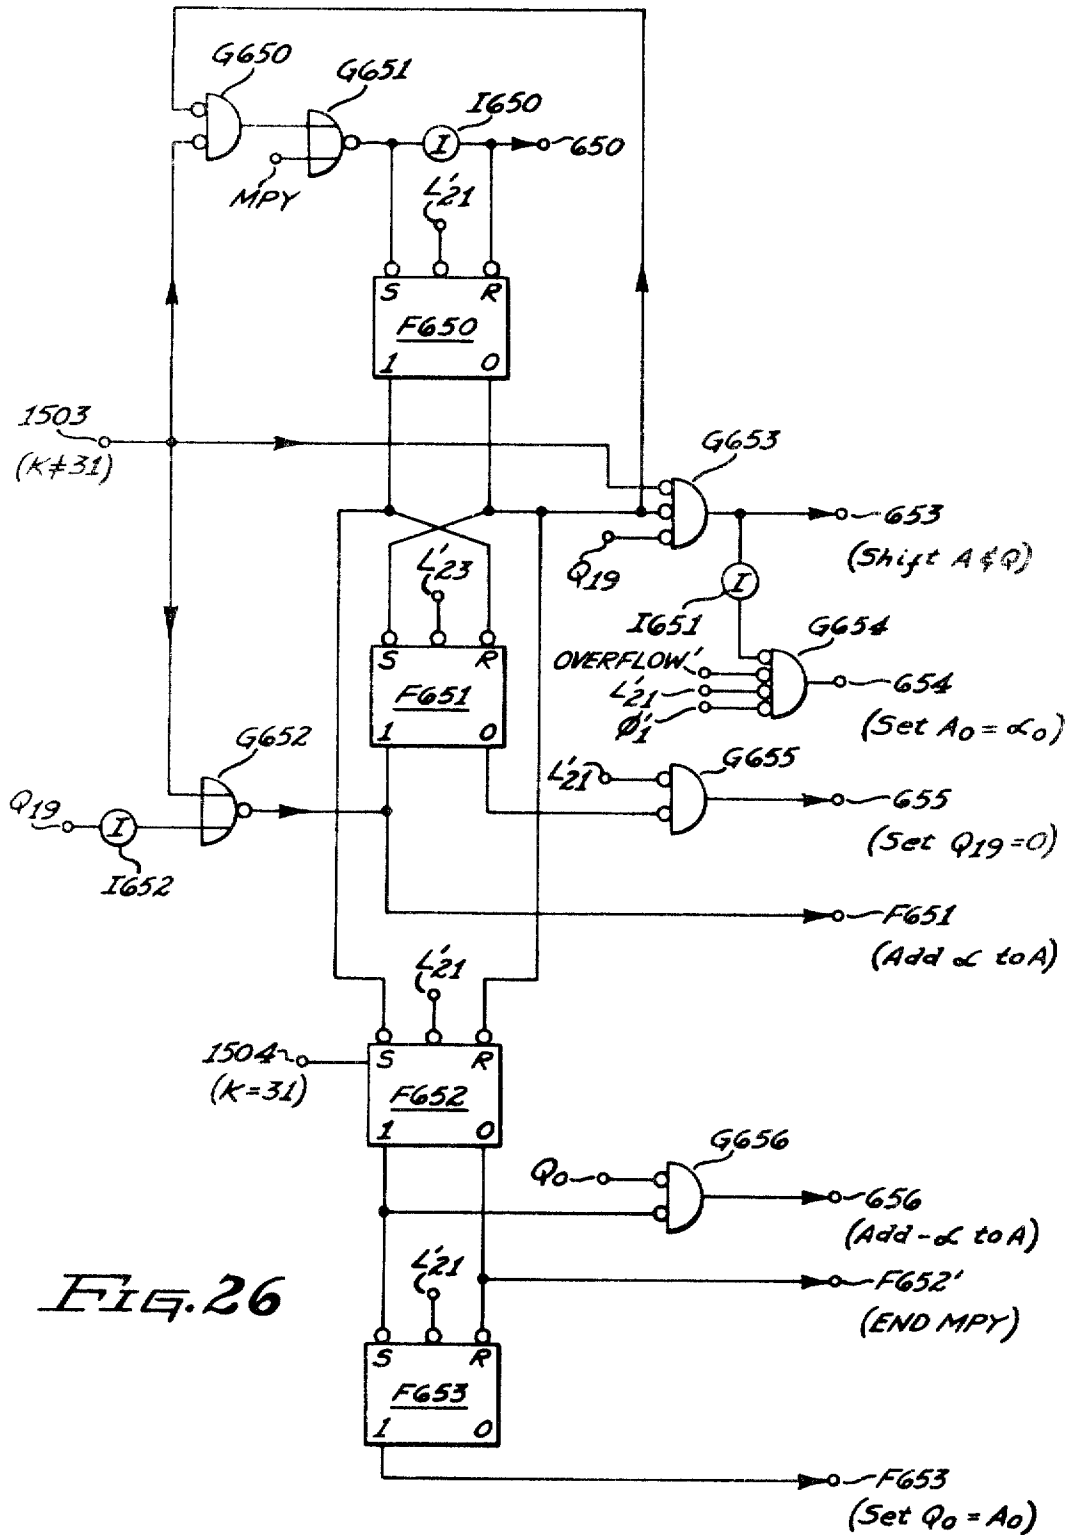 G650
G651
I650
650
MPY
L'21
S R
F650
1 0
1503
(K≠31)
G653
653
(Shift A & Q)
Q19
L'23
I
I651
G654
OVERFLOW'
L'21
Ø'1
654
(Set A0 = α0)
S R
F651
1 0
G652
L'21
G655
655
(Set Q19=0)
Q19
I
I652
F651
(Add α to A)
L'21
1504
(K=31)
S R
F652
1 0
G656
Q0
656
(Add -α to A)
L'21
F652'
(END MPY)
FIG.26
S R
F653
1 0
F653
(Set Q0 = A0)
I